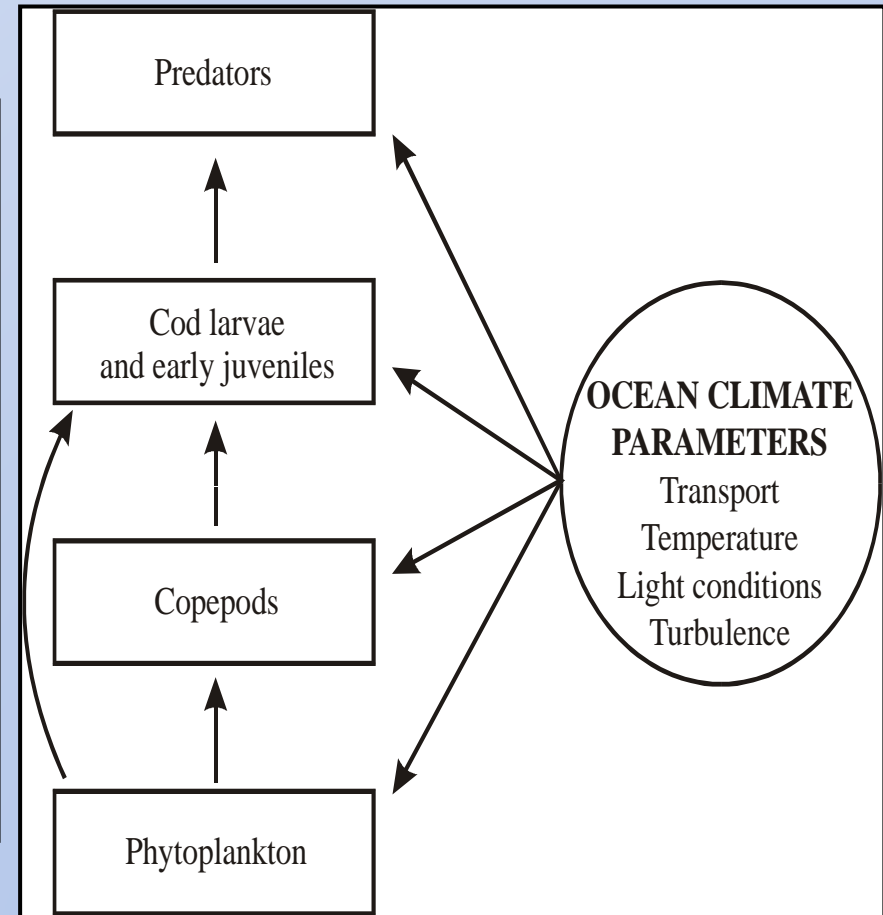 Predators
Cod larvae
and early juveniles
Copepods
Phytoplankton
OCEAN CLIMATE
PARAMETERS
Transport
Temperature
Light conditions
Turbulence